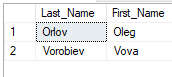 Last_Name First_Name
1 Orlov Oleg
2 Vorobiev Vova